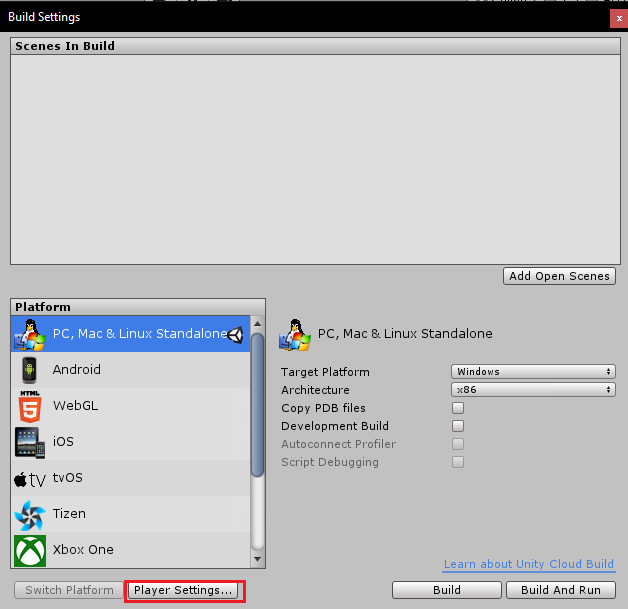 Build Settings
x
Scenes In Build
Add Open Scenes
Platform
PC, Mac & Linux Standalone
Android
HTML
5
WebGL
iOS
tv
tvOS
Tizen
Xbox One
PC, Mac & Linux Standalone
Target Platform Windows
Architecture x86
Copy PDB files
Development Build
Autoconnect Profiler
Script Debugging
Learn about Unity Cloud Build
Switch Platform Player Settings... Build Build And Run